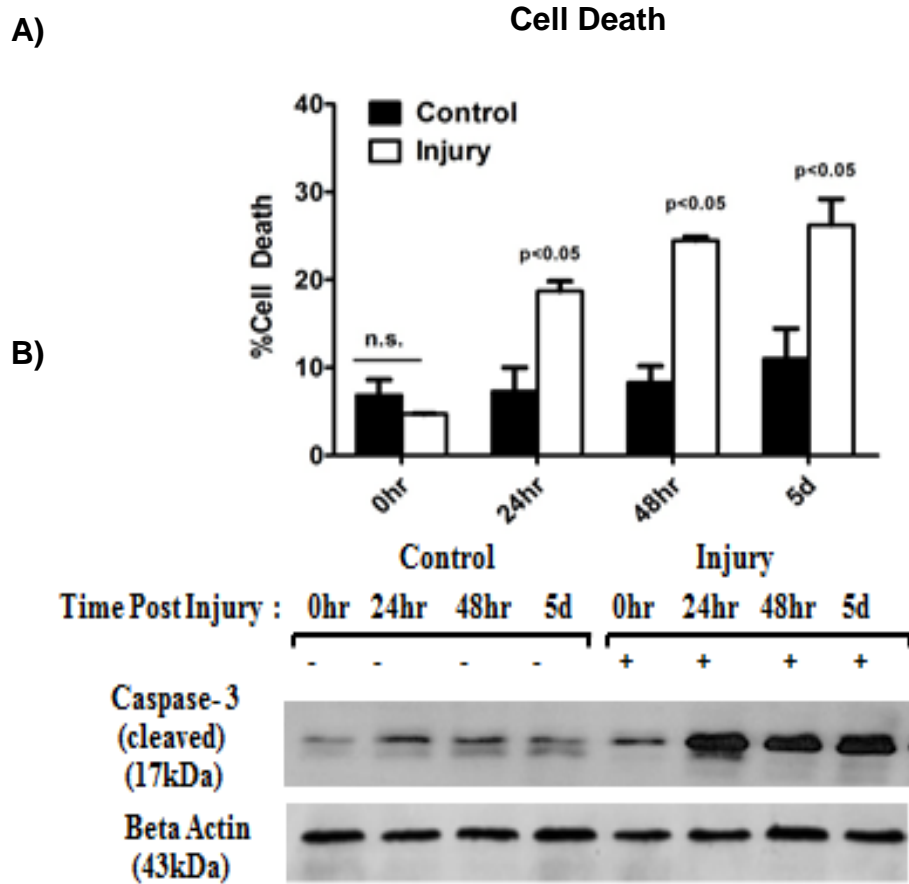 A)
Cell Death
40
Control
Injury
30
20
10
0
%Cell Death
n.s.
p<0.05
p<0.05
p<0.05
0hr
24hr
48hr
5d
B)
Control Injury
Time Post Injury : 0hr 24hr 48hr 5d 0hr 24hr 48hr 5d
- - - - + + + +
Caspase- 3
(cleaved)
(17kDa)
Beta Actin
(43kDa)